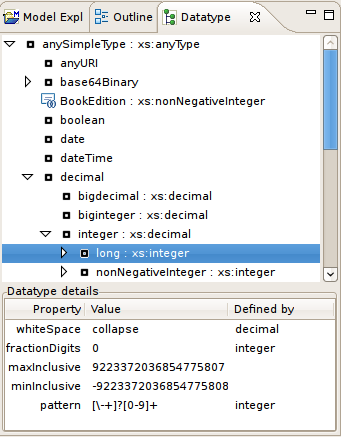 Model Expl Outline Datatype
anySimpleType : xs:anyType
anyURI
base64Binary
BookEdition : xs:nonNegativeInteger
boolean
date
dateTime
decimal
bigdecimal : xs:decimal
biginteger : xs:decimal
integer : xs:decimal
long : xs:integer
nonNegativeInteger : xs:integer
Datatype details
Property Value Defined by
whiteSpace collapse decimal
fractionDigits 0 integer
maxInclusive 9223372036854775807
minInclusive -9223372036854775808
pattern [\-+]?[0-9]+ integer